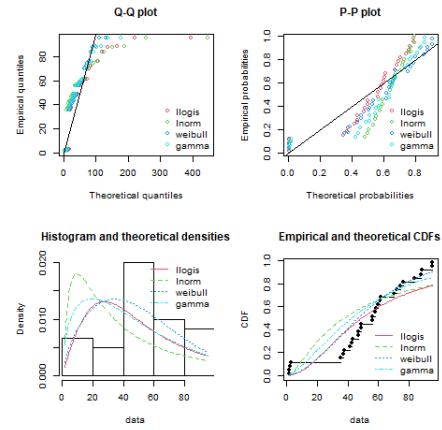 Q-Q plot
Empirical quantiles
0 20 40 60 80
0 100 200 300 400
Theoretical quantiles
llogis
lnorm
weibull
gamma
P-P plot
Empirical probabilities
0.0 0.2 0.4 0.6 0.8 1.0
0.0 0.2 0.4 0.6 0.8
Theoretical probabilities
llogis
lnorm
weibull
gamma
Histogram and theoretical densities
Density
0.000 0.010 0.020
0 20 40 60 80
data
llogis
lnorm
weibull
gamma
Empirical and theoretical CDFs
CDF
0.0 0.2 0.4 0.6 0.8 1.0
0 20 40 60 80
data
llogis
lnorm
weibull
gamma